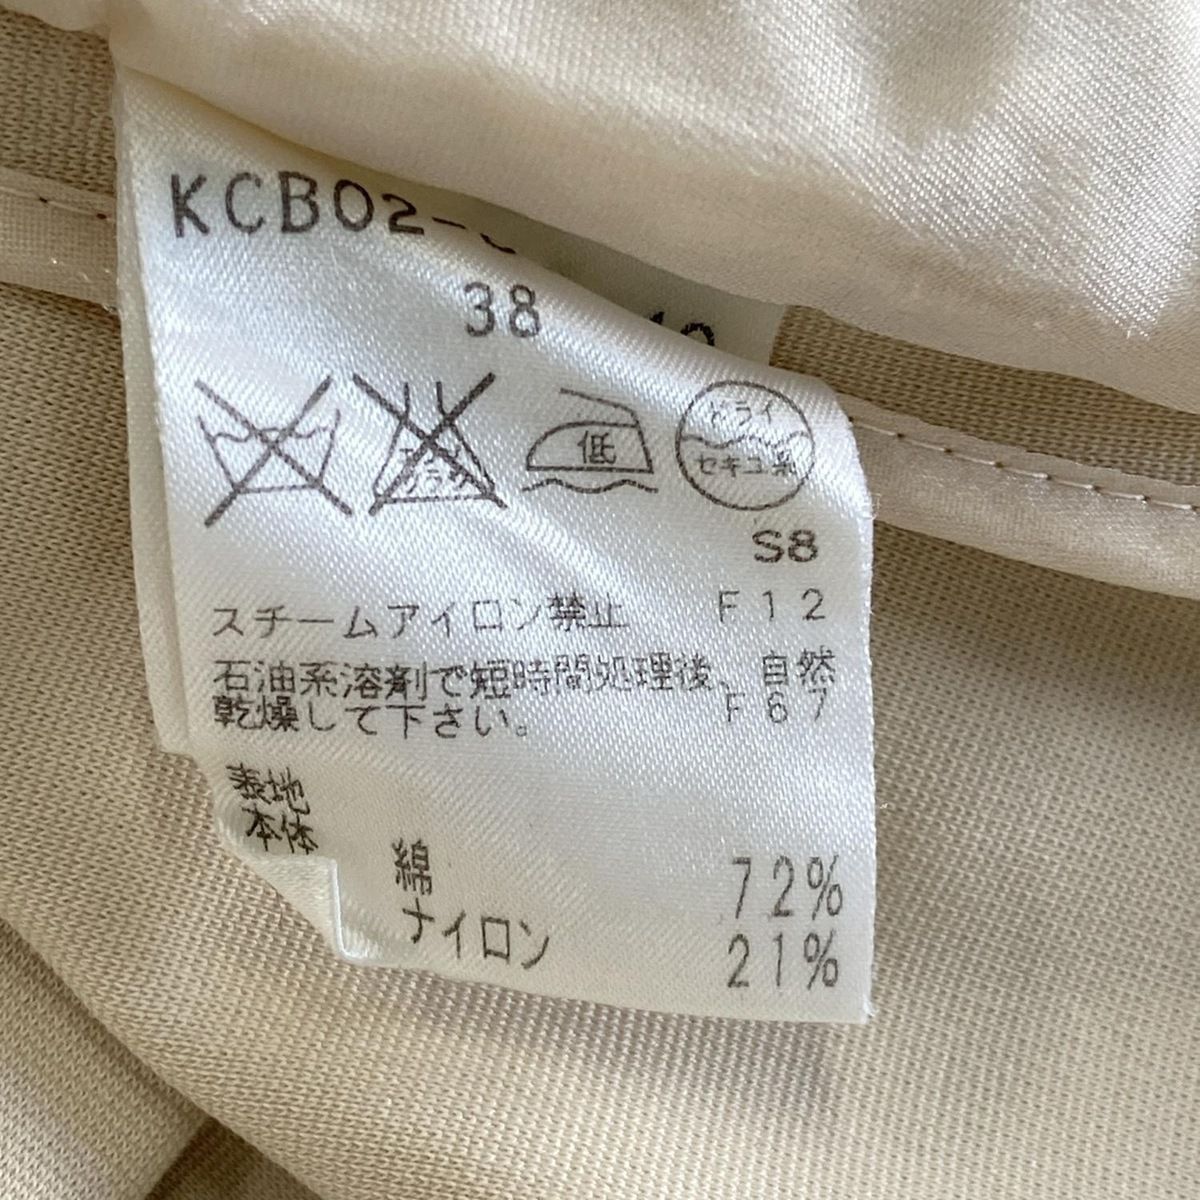 KCB02-
38
低
ドライ
セキユ系
S8
スチームアイロン禁止 F12
石油系溶剤で短時間処理後、自然
乾燥して下さい。 F67
表地
本体
綿 72%
ナイロン 21%